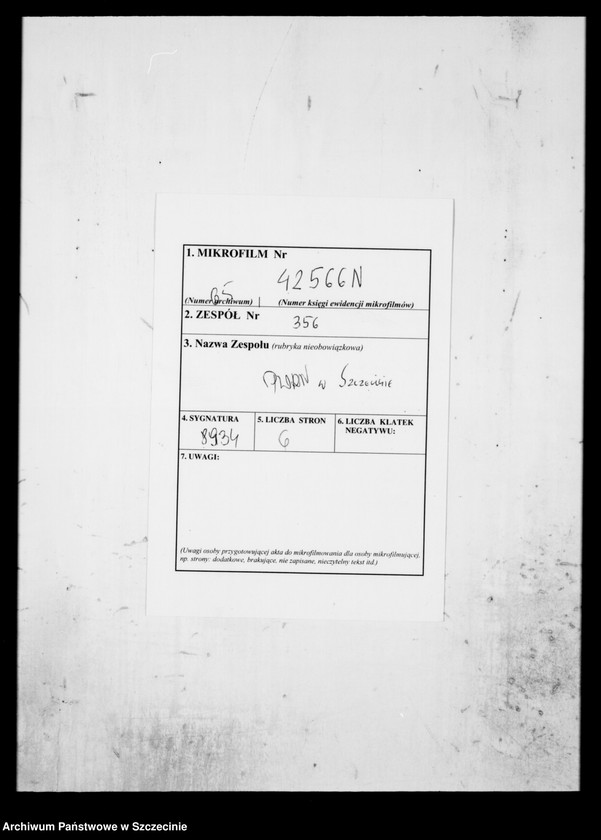 1. MIKROFILM Nr
65 42566N
(Numer archiwum) (Numer księgi ewidencji mikrofilmów)
2. ZESPÓŁ Nr 356
3. Nazwa Zespołu (rubryka nieobowiązkowa)
w Szczecinie
4. SYGNATURA 5. LICZBA STRON 6. LICZBA KLATEK
NEGATYWU:
8934 6
7. UWAGI:
(Uwagi osoby przygotowującej akta do mikrofilmowania dla osoby mikrofilmującej,
np. strony: dodatkowe, brakujące, nie zapisane, nieczytelny tekst itd.)
Archiwum Państwowe w Szczecinie